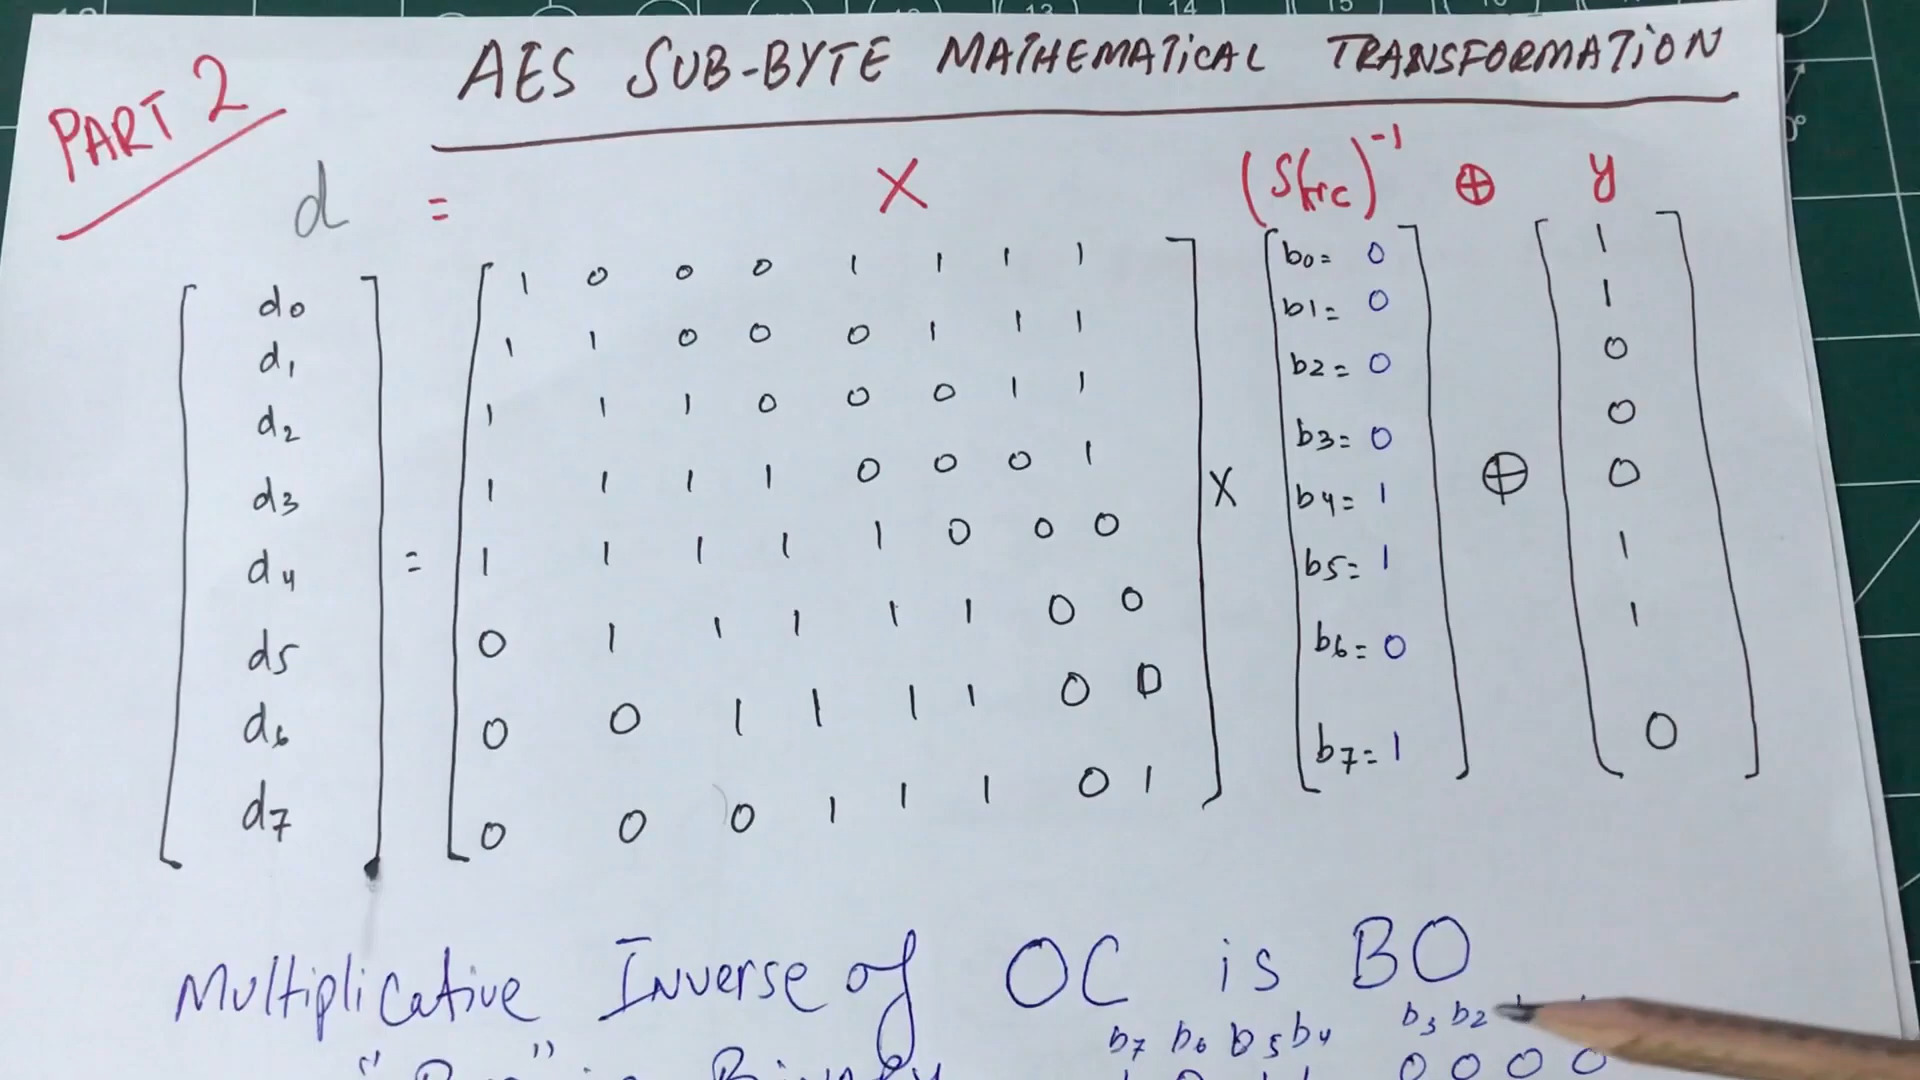 PART 2
AES SUB-BYTE MATHEMATICAL TRANSFORMATION
d = X (Srrc)⁻¹ ⊕ y
d0 1 0 0 0 1 1 1 1 b0= 0 1
d1 1 1 0 0 0 1 1 1 b1= 0 1
d2 1 1 1 0 0 0 1 1 b2= 0 0
d3 1 1 1 1 0 0 0 1 X b3= 0 ⊕ 0
d4 = 1 1 1 1 1 0 0 0 b4= 1 0
d5 0 1 1 1 1 1 0 0 b5= 1 1
d6 0 0 1 1 1 1 0 0 b6= 0 1
d7 0 0 0 1 1 1 0 1 b7= 1 0
Multiplicative Inverse of OC is BO
b7 b6 b5 b4 b3 b2
Binary 0 0 0 0